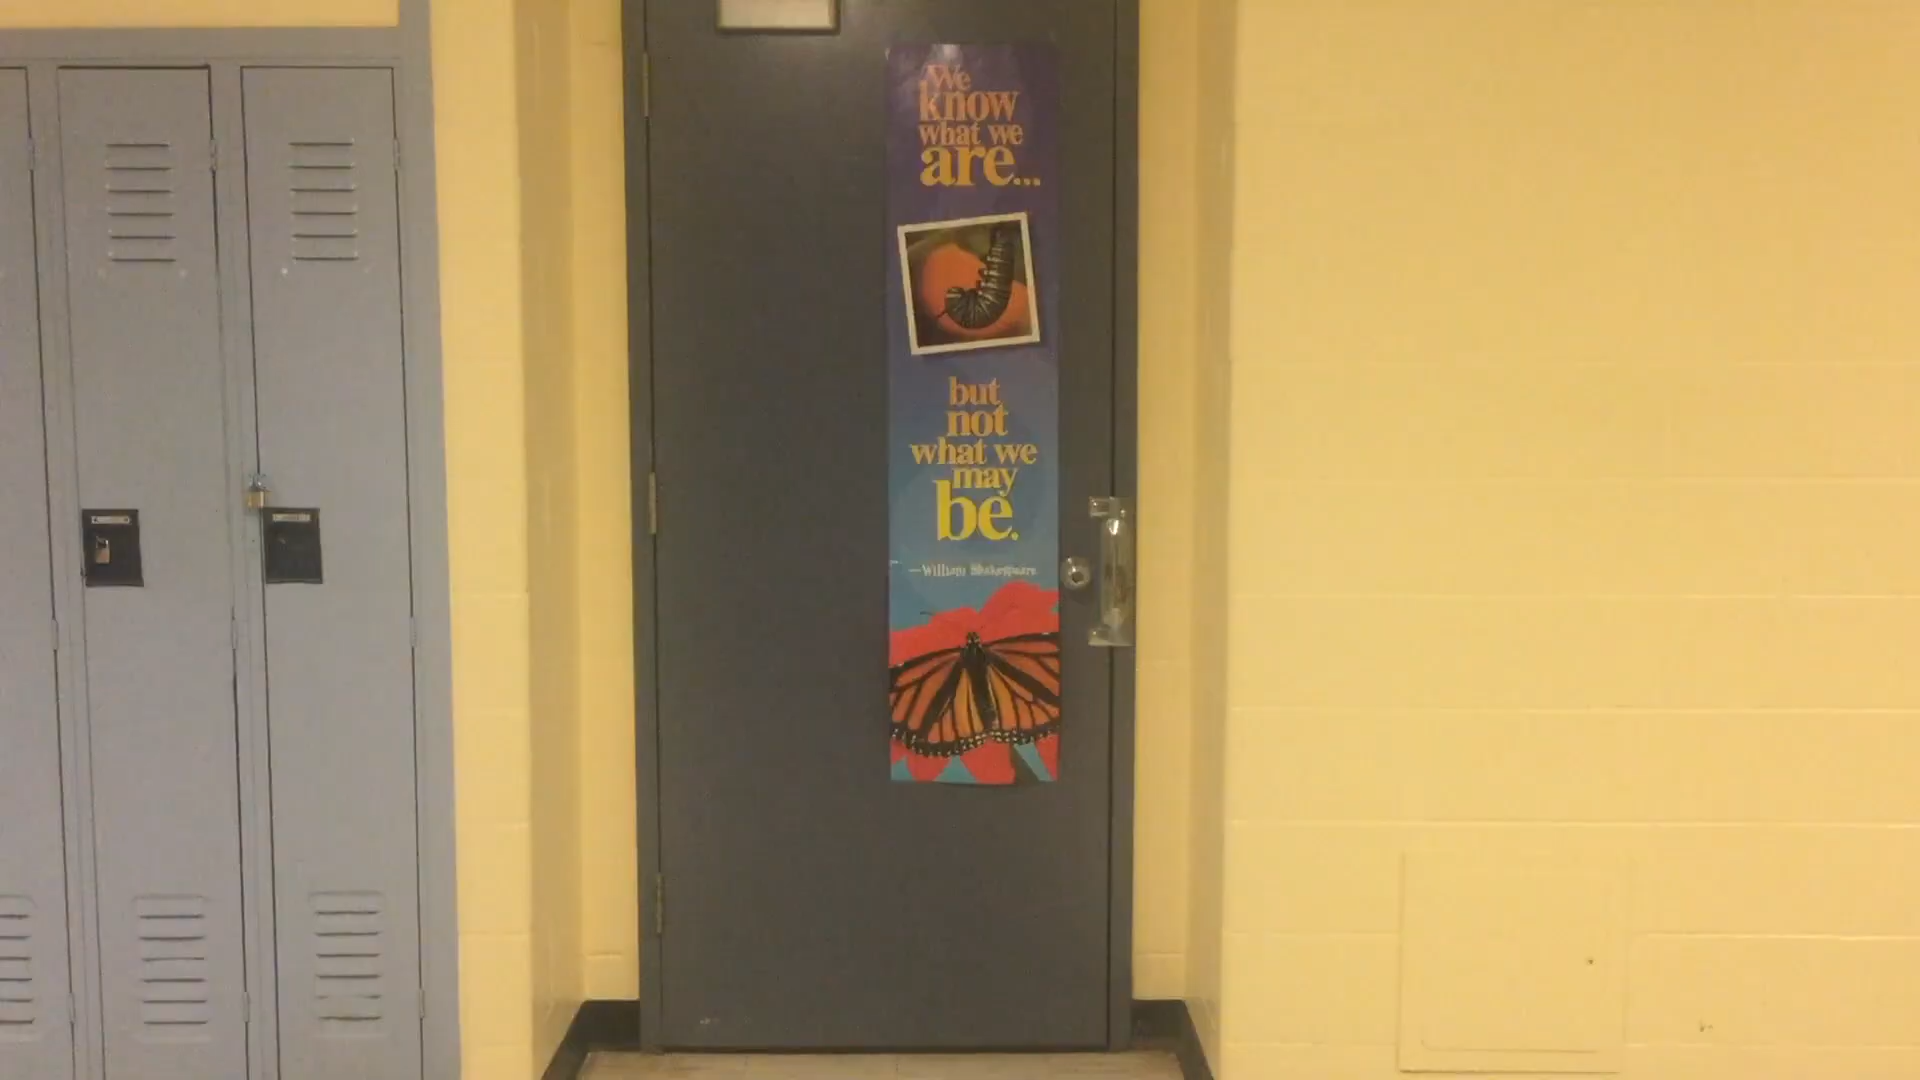 We
know
what we
are...
but
not
what we
may
be.
—William Shakespeare